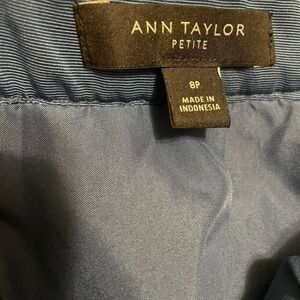 ANN TAYLOR
PETITE
8P
MADE IN
INDONESIA